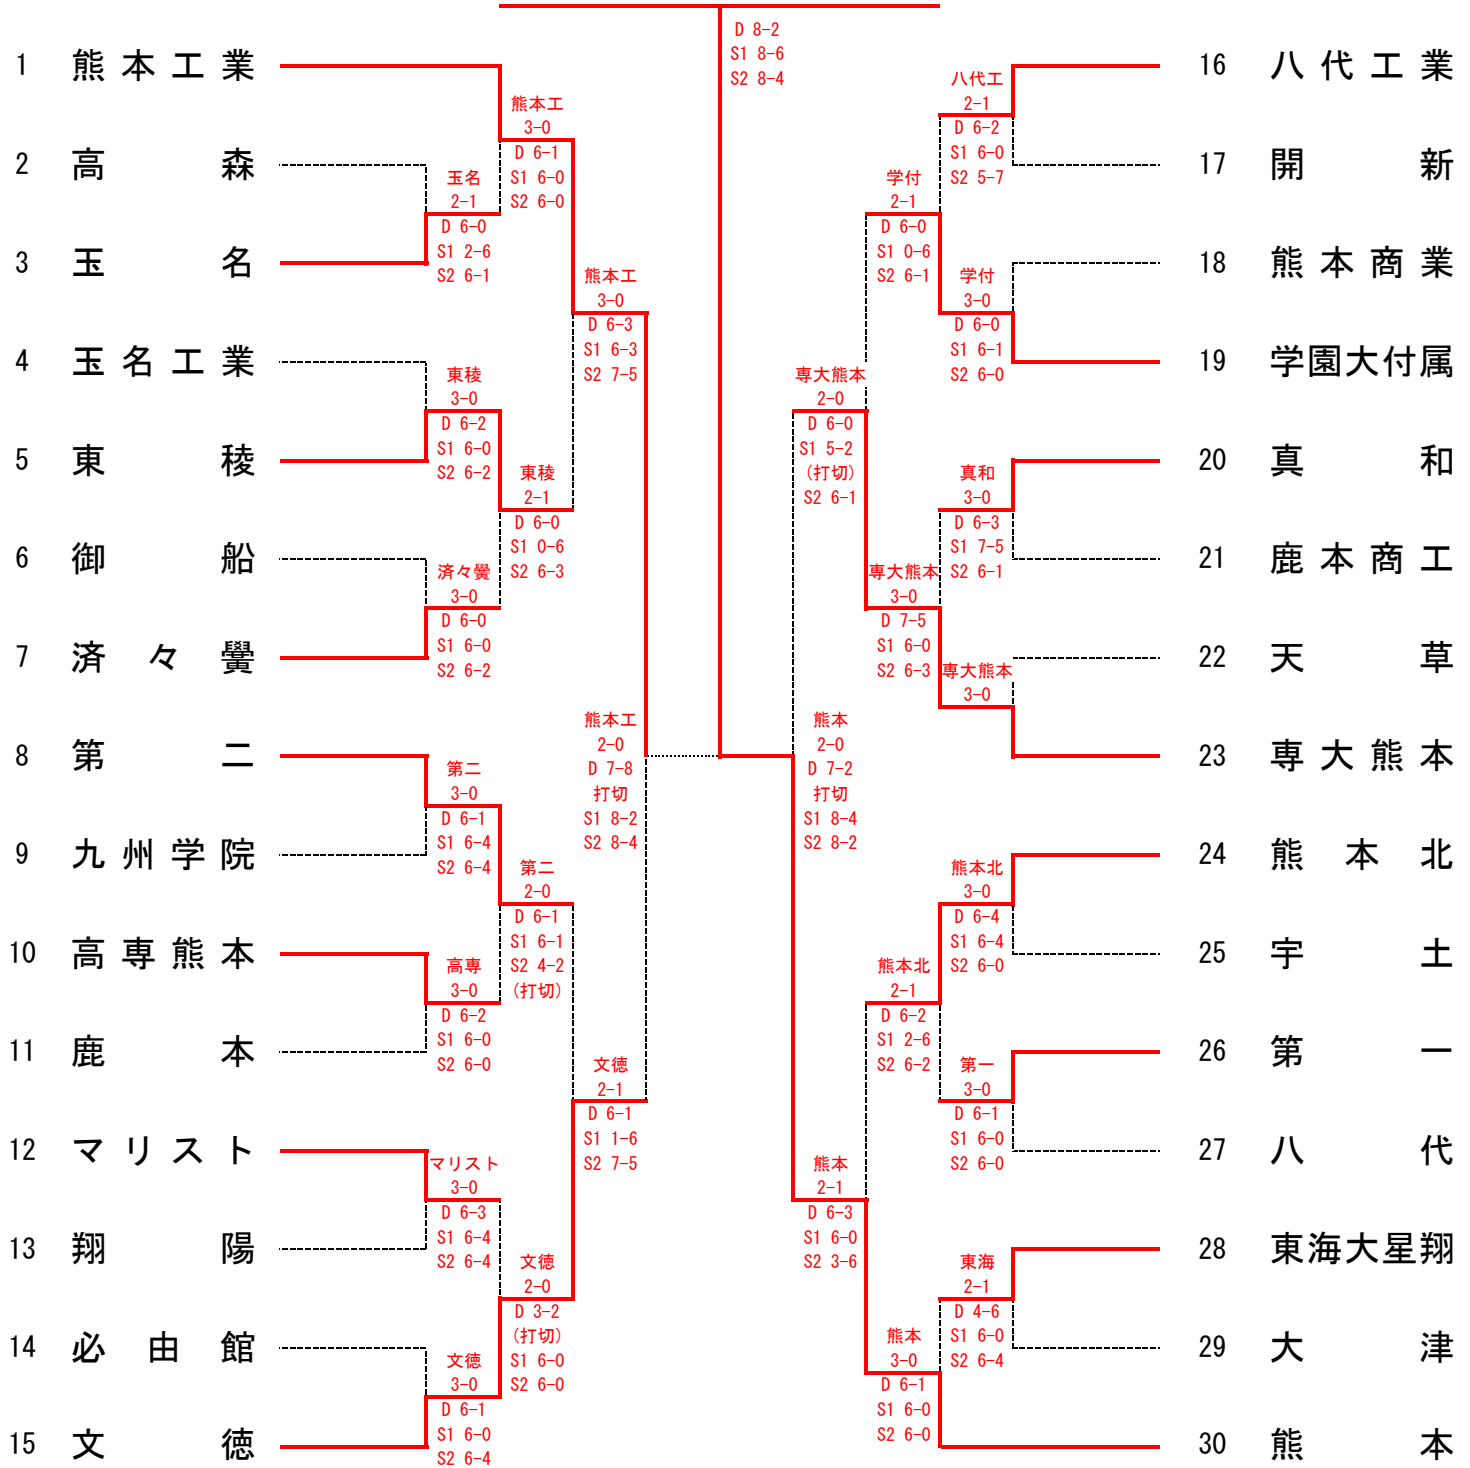 D 8-2
S1 8-6
S2 8-4
1 熊本工業
2 高森
3 玉名
4 玉名工業
5 東稜
6 御船
7 済々黌
8 第二
9 九州学院
10 高専熊本
11 鹿本
12 マリスト
13 翔陽
14 必由館
15 文徳
玉名
2-1
D 6-0
S1 2-6
S2 6-1
東稜
3-0
D 6-2
S1 6-0
S2 6-2
済々黌
3-0
D 6-0
S1 6-0
S2 6-2
第二
3-0
D 6-1
S1 6-4
S2 6-4
高専
3-0
D 6-2
S1 6-0
S2 6-0
マリスト
3-0
D 6-3
S1 6-4
S2 6-4
文徳
3-0
D 6-1
S1 6-0
S2 6-4
熊本工
3-0
D 6-1
S1 6-0
S2 6-0
東稜
2-1
D 6-0
S1 0-6
S2 6-3
第二
2-0
D 6-1
S1 6-1
S2 4-2
(打切)
文徳
2-0
D 3-2
(打切)
S1 6-0
S2 6-0
熊本工
3-0
D 6-3
S1 6-3
S2 7-5
文徳
2-1
D 6-1
S1 1-6
S2 7-5
熊本工
2-0
D 7-8
打切
S1 8-2
S2 8-4
熊本
2-0
D 7-2
打切
S1 8-4
S2 8-2
専大熊本
2-0
D 6-0
S1 5-2
(打切)
S2 6-1
熊本
2-1
D 6-3
S1 6-0
S2 3-6
学付
2-1
D 6-0
S1 0-6
S2 6-1
専大熊本
3-0
D 7-5
S1 6-0
S2 6-3
熊本北
2-1
D 6-2
S1 2-6
S2 6-2
熊本
3-0
D 6-1
S1 6-0
S2 6-0
八代工
2-1
D 6-2
S1 6-0
S2 5-7
学付
3-0
D 6-0
S1 6-1
S2 6-0
真和
3-0
D 6-3
S1 7-5
S2 6-1
専大熊本
3-0
熊本北
3-0
D 6-4
S1 6-4
S2 6-0
第一
3-0
D 6-1
S1 6-0
S2 6-0
東海
2-1
D 4-6
S1 6-0
S2 6-4
16 八代工業
17 開新
18 熊本商業
19 学園大付属
20 真和
21 鹿本商工
22 天草
23 専大熊本
24 熊本北
25 宇土
26 第一
27 八代
28 東海大星翔
29 大津
30 熊本